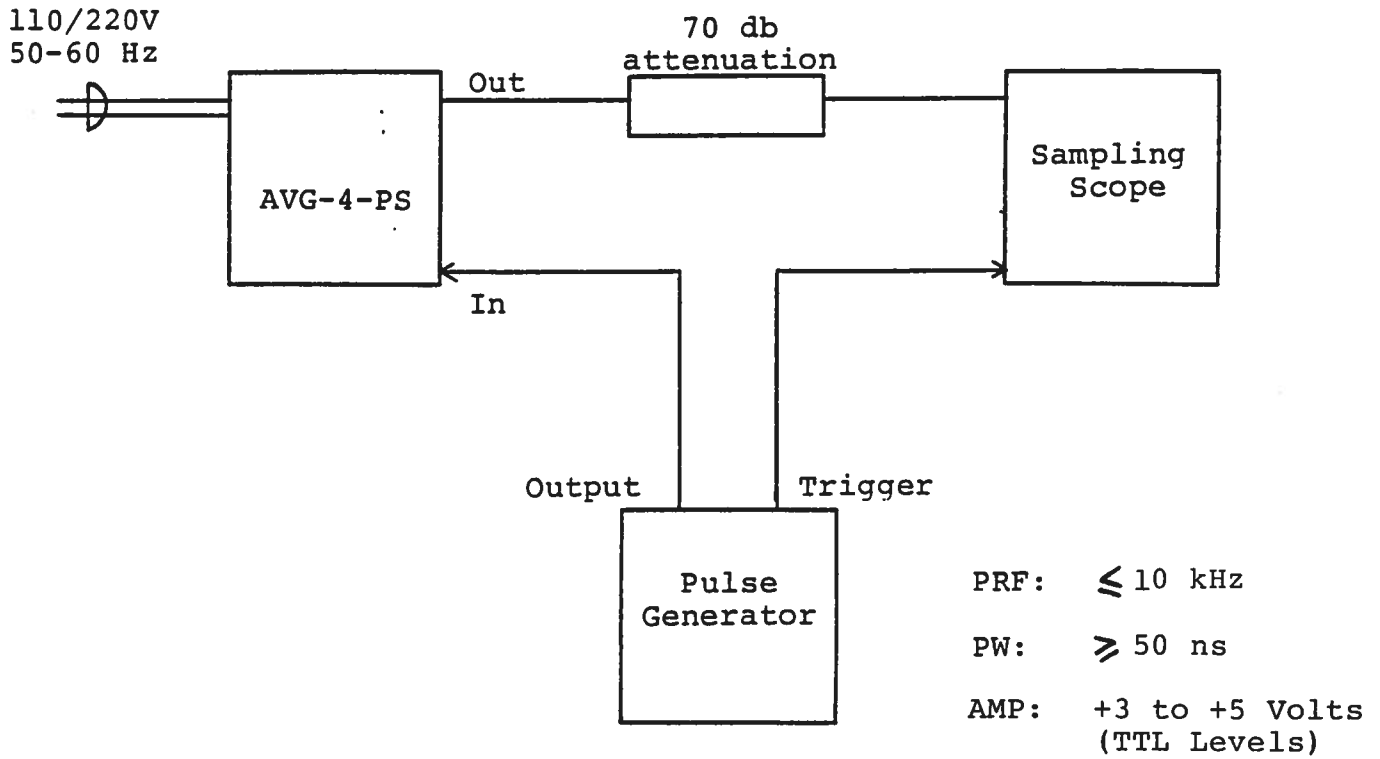 110/220V
50-60 Hz
70 db
attenuation
Out
AVG-4-PS
Sampling
Scope
In
Output
Trigger
Pulse
Generator
PRF: ≤ 10 kHz
PW: ≥ 50 ns
AMP: +3 to +5 Volts
(TTL Levels)